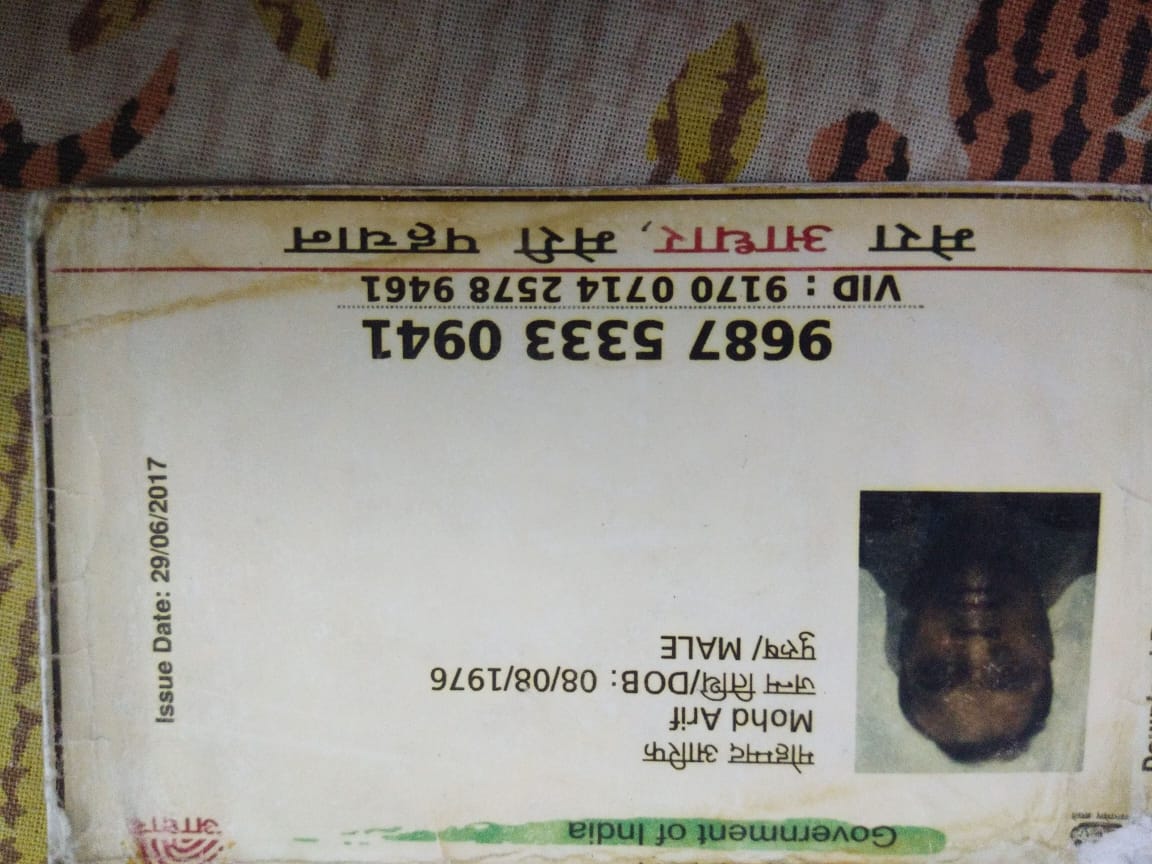 Government of India
मोहम्मद आरिफ
Mohd Arif
जन्म तिथि/DOB: 08/08/1976
पुरुष/ MALE
Issue Date: 29/06/2017
9687 5333 0941
VID : 9170 0714 2578 9461
मेरा आधार, मेरी पहचान